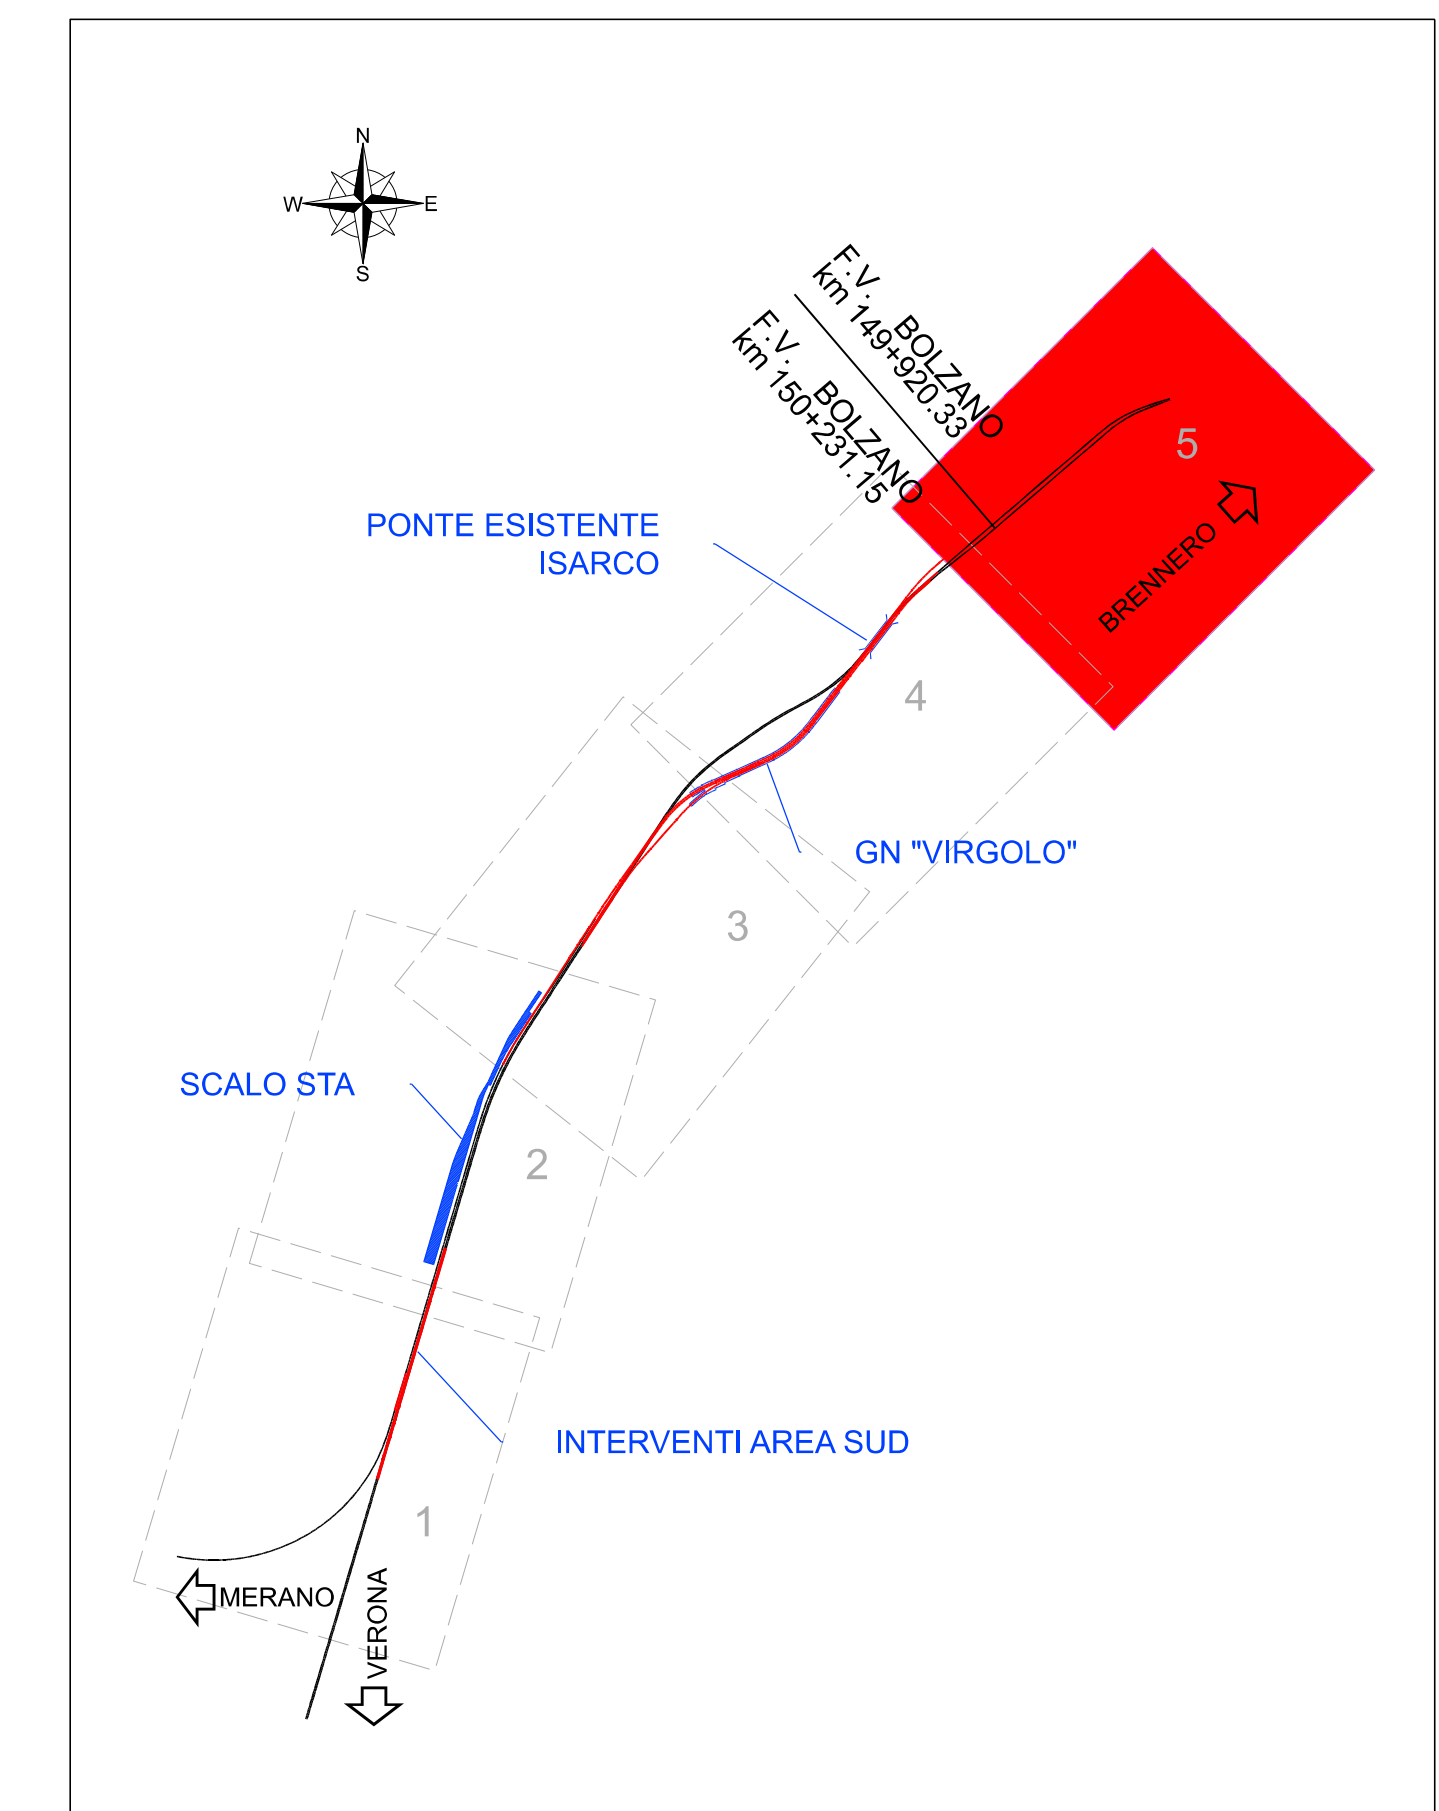 N
W
E
S
F.V. BOLZANO
km 149+920.33
F.V. BOLZANO
km 150+231.15
5
BRENNERO
PONTE ESISTENTE
ISARCO
4
GN "VIRGOLO"
3
SCALO STA
2
INTERVENTI AREA SUD
1
MERANO
VERONA